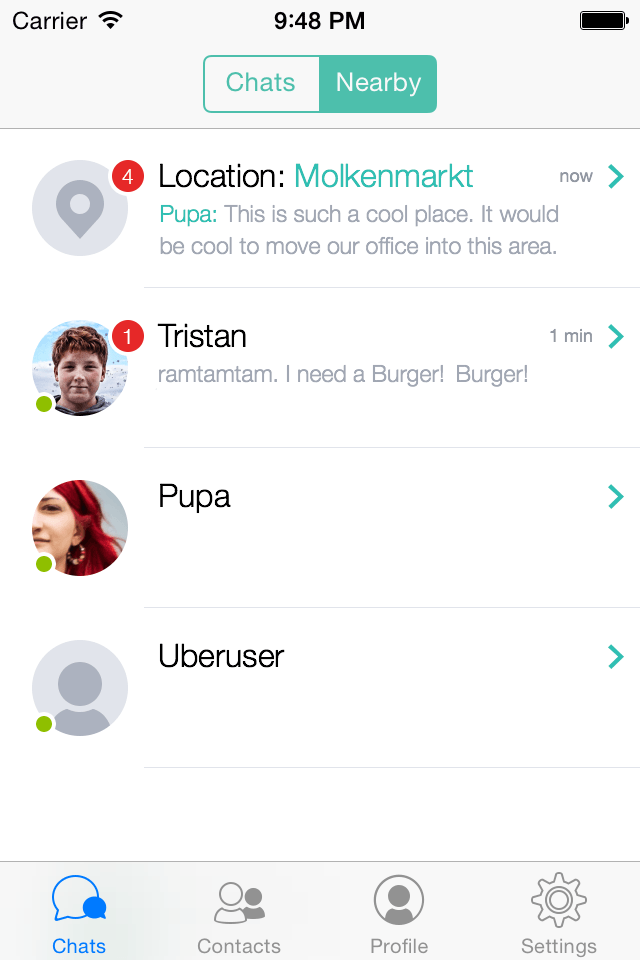 Carrier 9:48 PM
Chats Nearby
4 Location: Molkenmarkt now
Pupa: This is such a cool place. It would
be cool to move our office into this area.
1 Tristan 1 min
ramtamtam. I need a Burger! Burger!
Pupa
Uberuser
Chats Contacts Profile Settings